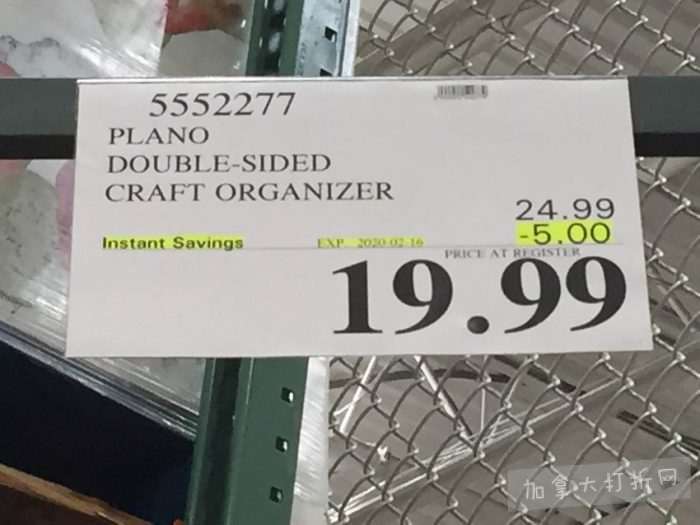 5552277
PLANO
DOUBLE-SIDED
CRAFT ORGANIZER
24.99
Instant Savings EXP. 2020-02-16 -5.00
PRICE AT REGISTER
19.99
加拿大打折网